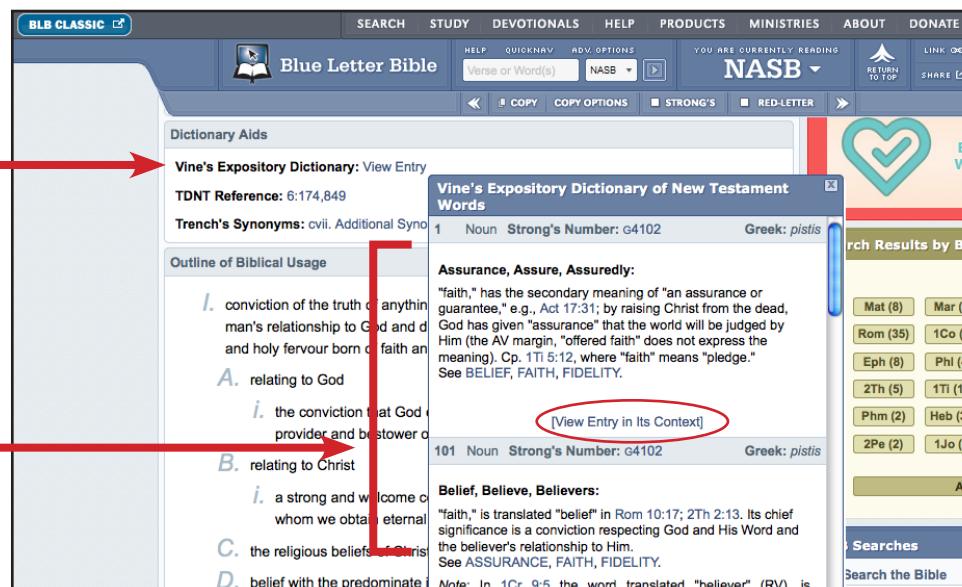 BLB CLASSIC
SEARCH STUDY DEVOTIONALS HELP PRODUCTS MINISTRIES ABOUT DONATE
Blue Letter Bible
HELP QUICKNAV ADV. OPTIONS
Verse or Word(s) NASB
YOU ARE CURRENTLY READING
NASB
RETURN TO TOP
LINK
SHARE
COPY COPY OPTIONS STRONG'S RED-LETTER
Dictionary Aids
Vine's Expository Dictionary: View Entry
TDNT Reference: 6:174,849
Trench's Synonyms: cvii. Additional Syno
Outline of Biblical Usage
I. conviction of the truth of anythin
man's relationship to God and d
and holy fervour born of faith an
A. relating to God
i. the conviction that God
provider and bestower o
B. relating to Christ
i. a strong and welcome c
whom we obtain eternal
C. the religious beliefs of Christ
D. belief with the predominate i
Vine's Expository Dictionary of New Testament
Words
1 Noun Strong's Number: G4102 Greek: pistis
Assurance, Assure, Assuredly:
"faith," has the secondary meaning of "an assurance or
guarantee," e.g., Act 17:31; by raising Christ from the dead,
God has given "assurance" that the world will be judged by
Him (the AV margin, "offered faith" does not express the
meaning). Cp. 1Ti 5:12, where "faith" means "pledge."
See BELIEF, FAITH, FIDELITY.
[View Entry in Its Context]
101 Noun Strong's Number: G4102 Greek: pistis
Belief, Believe, Believers:
"faith," is translated "belief" in Rom 10:17; 2Th 2:13. Its chief
significance is a conviction respecting God and His Word and
the believer's relationship to Him.
See ASSURANCE, FAITH, FIDELITY.
Note: In 1Cr 9:5 the word translated "believer" (RV), is
rch Results by B
Mat (8) Mar (
Rom (35) 1Co (
Eph (8) Phl (
2Th (5) 1Ti (1
Phm (2) Heb (3
2Pe (2) 1Jo (
A
Searches
Search the Bible